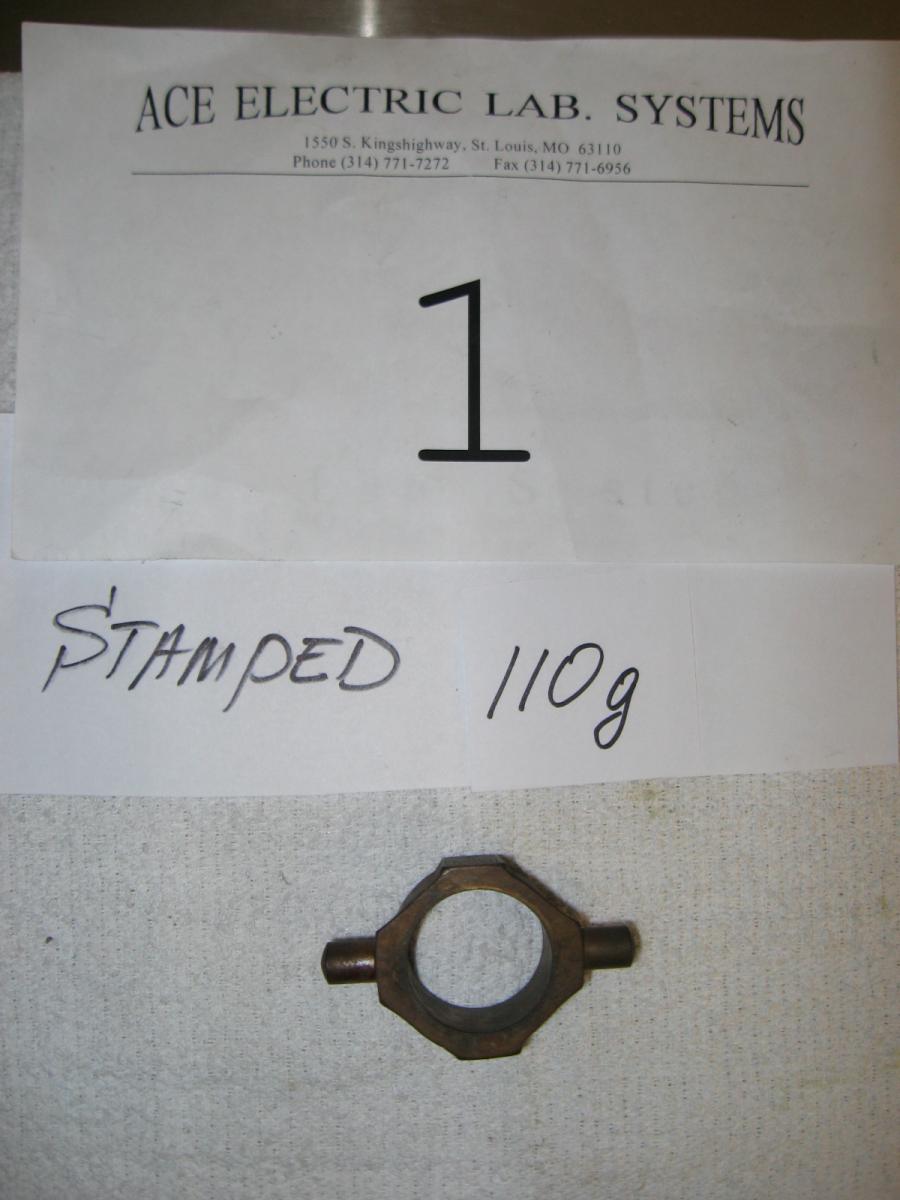 ACE ELECTRIC LAB. SYSTEMS
1550 S. Kingshighway, St. Louis, MO 63110
Phone (314) 771-7272 Fax (314) 771-6956
1
STAMPED 110g